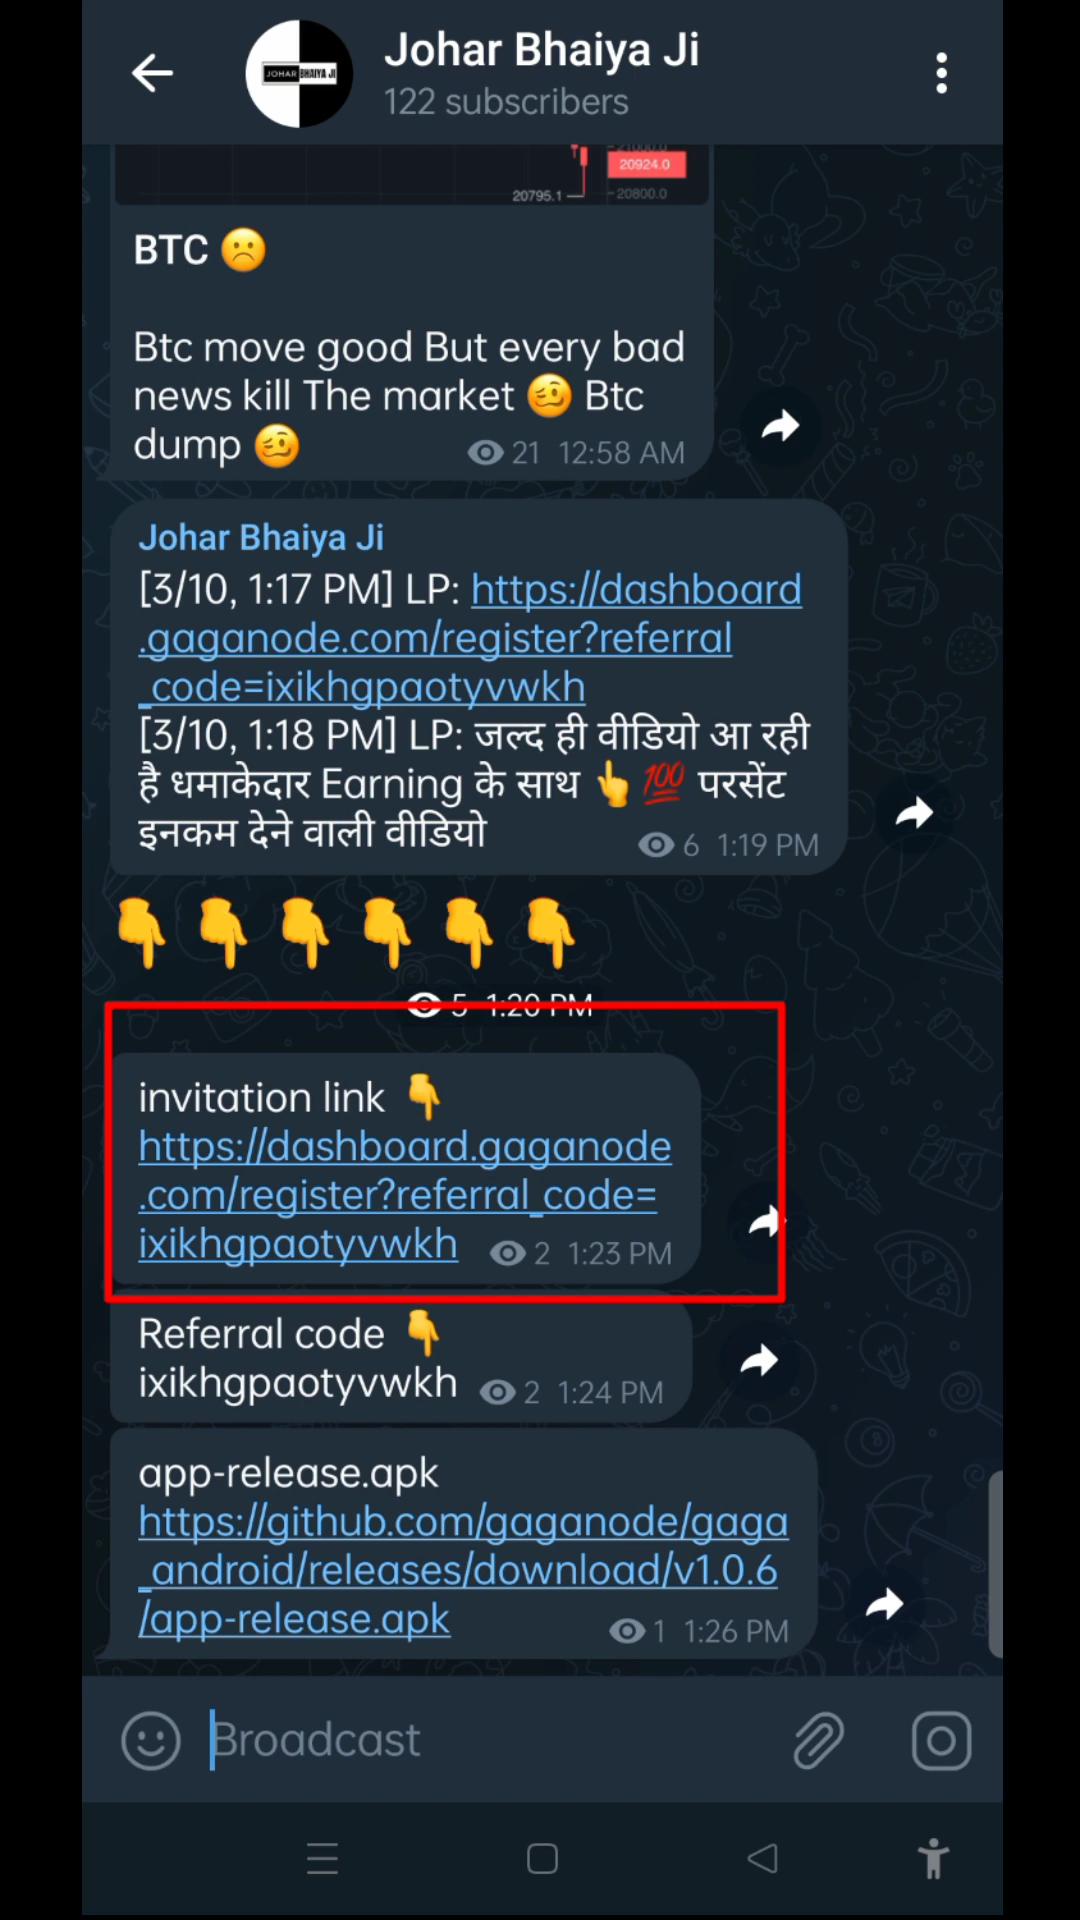 Johar Bhaiya Ji
JOHAR BHAIYA JI
122 subscribers
21000.0
20924.0
20795.1
20800.0
BTC ☹️
Btc move good But every bad
news kill The market 🥴 Btc
dump 🥴
21 12:58 AM
Johar Bhaiya Ji
[3/10, 1:17 PM] LP: https://dashboard
.gaganode.com/register?referral
_code=ixikhgpaotyvwkh
[3/10, 1:18 PM] LP: जल्द ही वीडियो आ रही
है धमाकेदार Earning के साथ 👆 💯 परसेंट
इनकम देने वाली वीडियो
6 1:19 PM
👇 👇 👇 👇 👇 👇
5 1:20 PM
invitation link 👇
https://dashboard.gaganode
.com/register?referral_code=
ixikhgpaotyvwkh 2 1:23 PM
Referral code 👇
ixikhgpaotyvwkh 2 1:24 PM
app-release.apk
https://github.com/gaganode/gaga
_android/releases/download/v1.0.6
/app-release.apk 1 1:26 PM
Broadcast